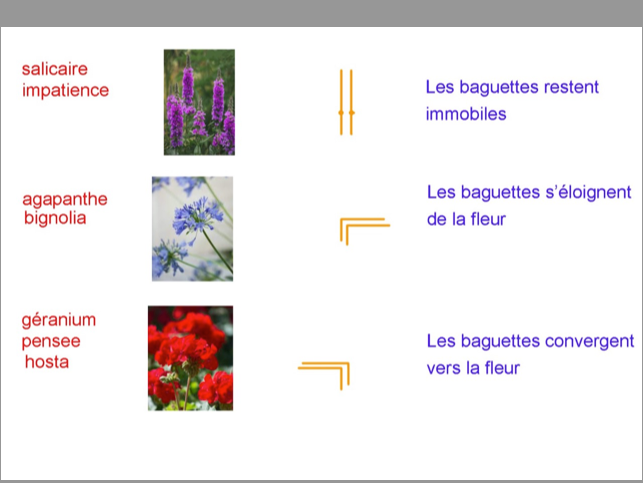 salicaire
impatience
Les baguettes restent
immobiles
agapanthe
bignolia
Les baguettes s'éloignent
de la fleur
géranium
pensee
hosta
Les baguettes convergent
vers la fleur